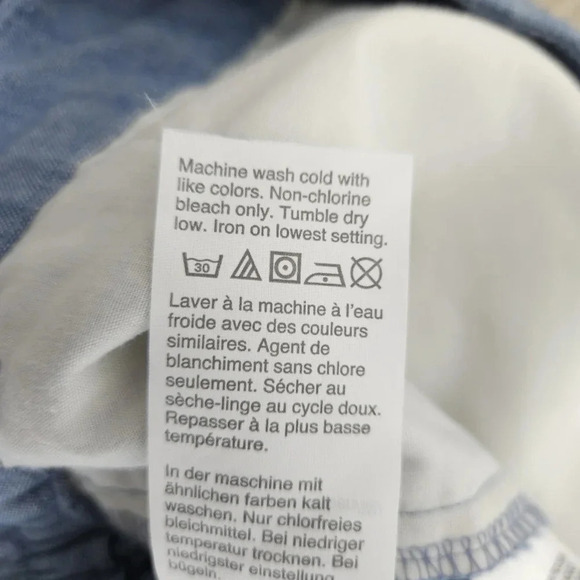 Machine wash cold with
like colors. Non-chlorine
bleach only. Tumble dry
low. Iron on lowest setting.
30
Laver à la machine à l'eau
froide avec des couleurs
similaires. Agent de
blanchiment sans chlore
seulement. Sécher au
sèche-linge au cycle doux.
Repasser à la plus basse
température.
In der maschine mit
ähnlichen farben kalt
waschen. Nur chlorfreies
bleichmittel. Bei niedriger
temperatur trocknen. Bei
niedrigster einstellung
bügeln.